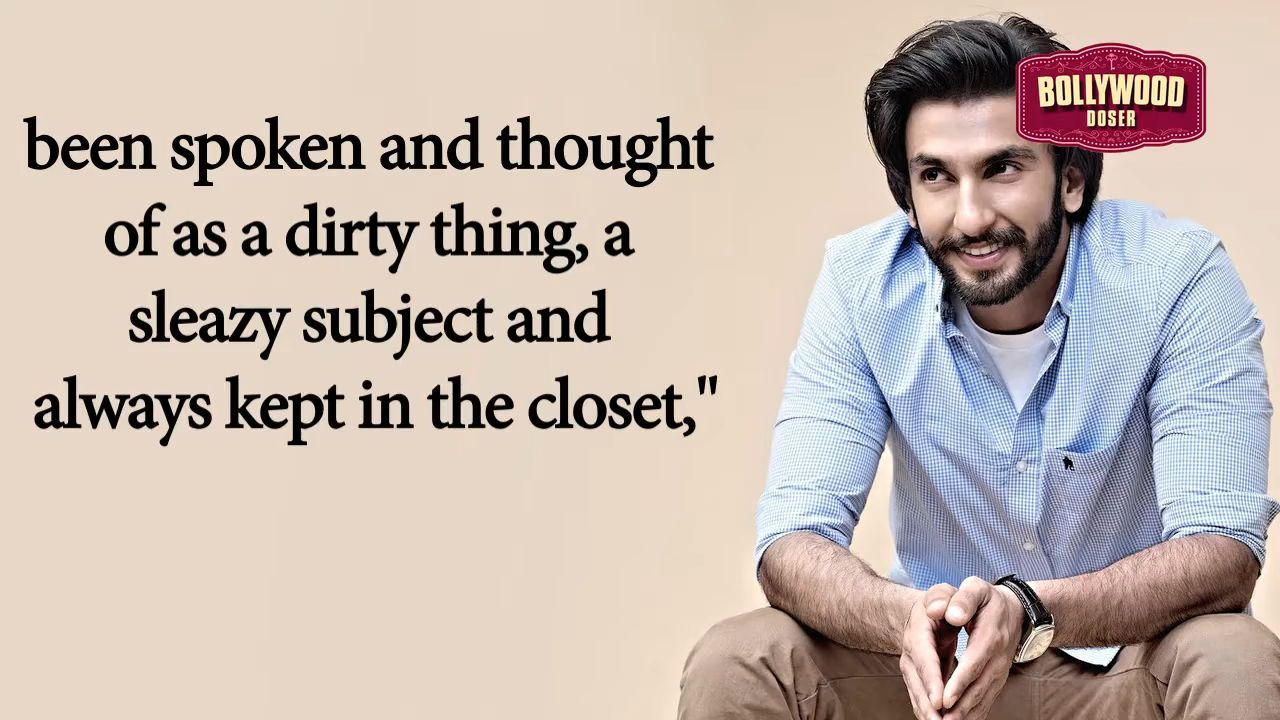 been spoken and thought
of as a dirty thing, a
sleazy subject and
always kept in the closet,"
BOLLYWOOD
DOSER